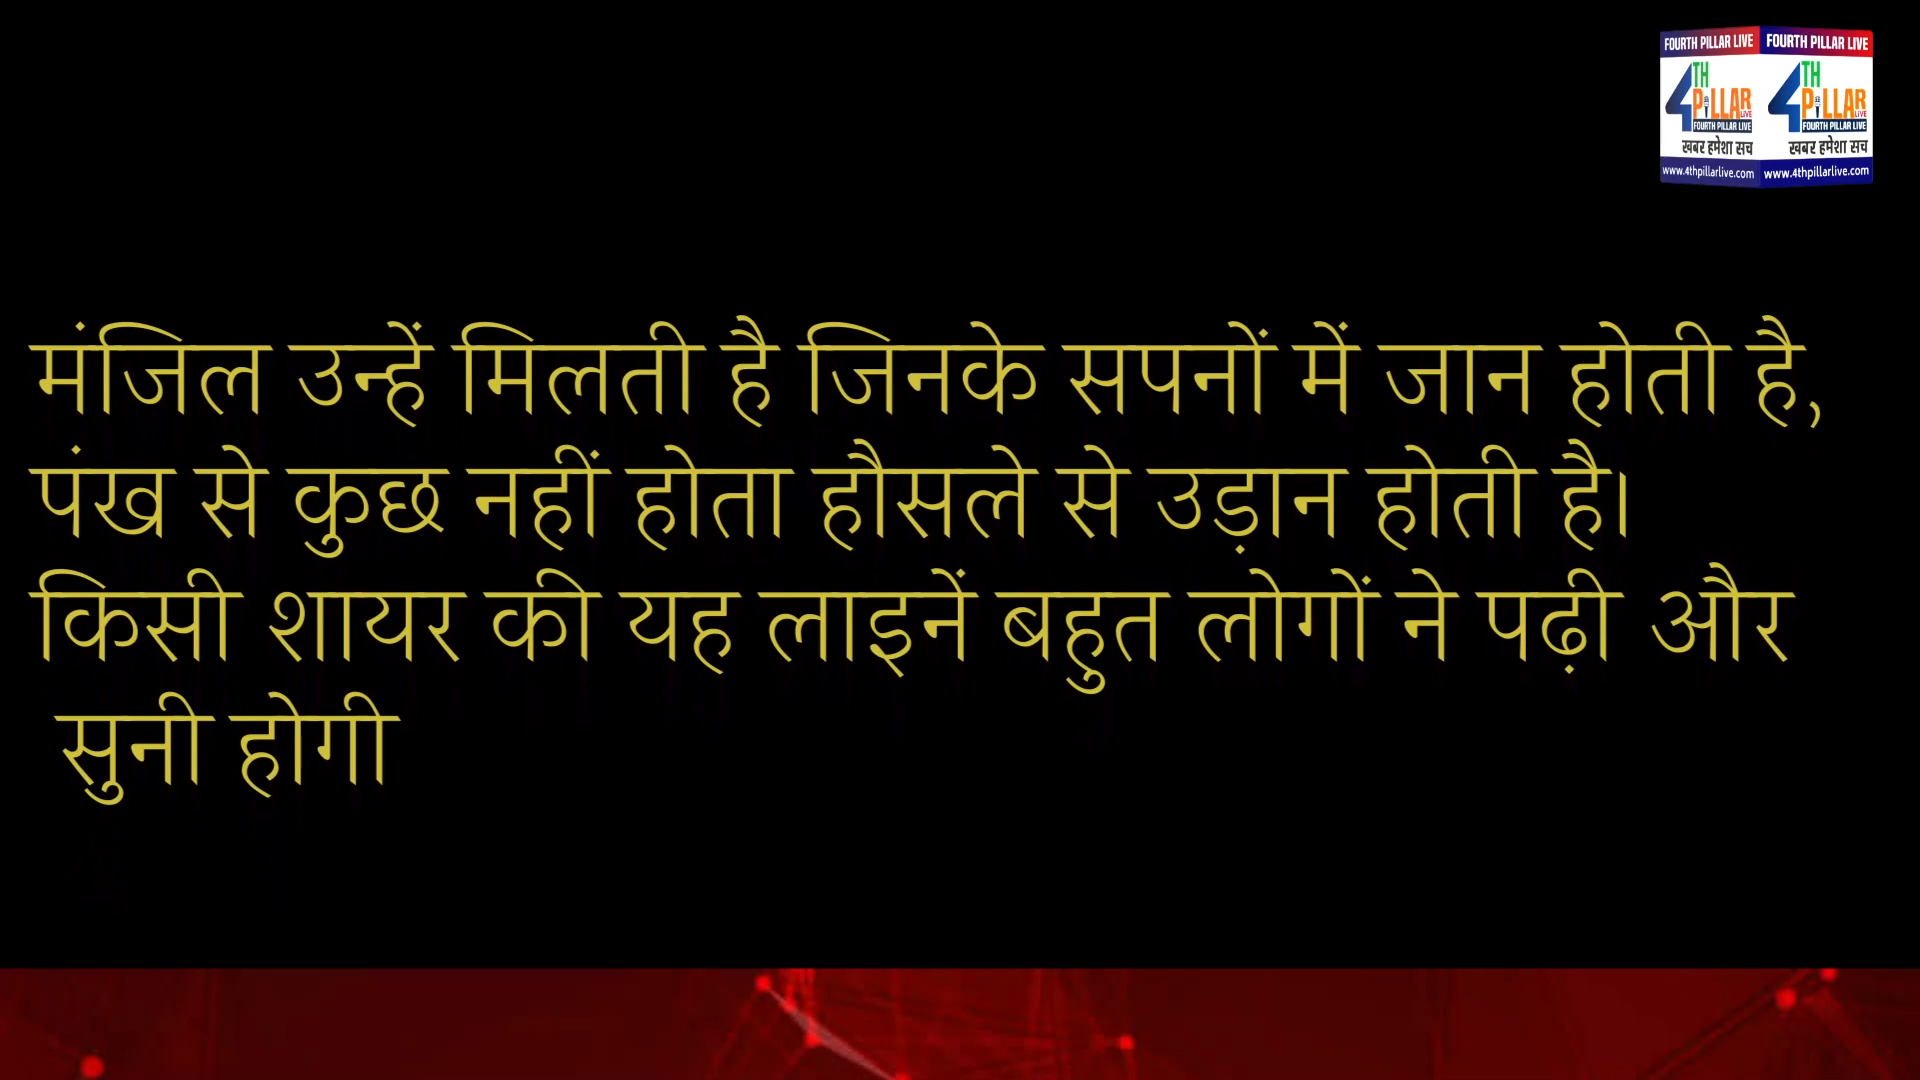 FOURTH PILLAR LIVE FOURTH PILLAR LIVE
4TH PILLAR LIVE 4TH PILLAR LIVE
FOURTH PILLAR LIVE FOURTH PILLAR LIVE
खबर हमेशा सच खबर हमेशा सच
www.4thpillarlive.com www.4thpillarlive.com
मंजिल उन्हें मिलती है जिनके सपनों में जान होती है,
पंख से कुछ नहीं होता हौसले से उड़ान होती है।
किसी शायर की यह लाइनें बहुत लोगों ने पढ़ी और
सुनी होगी